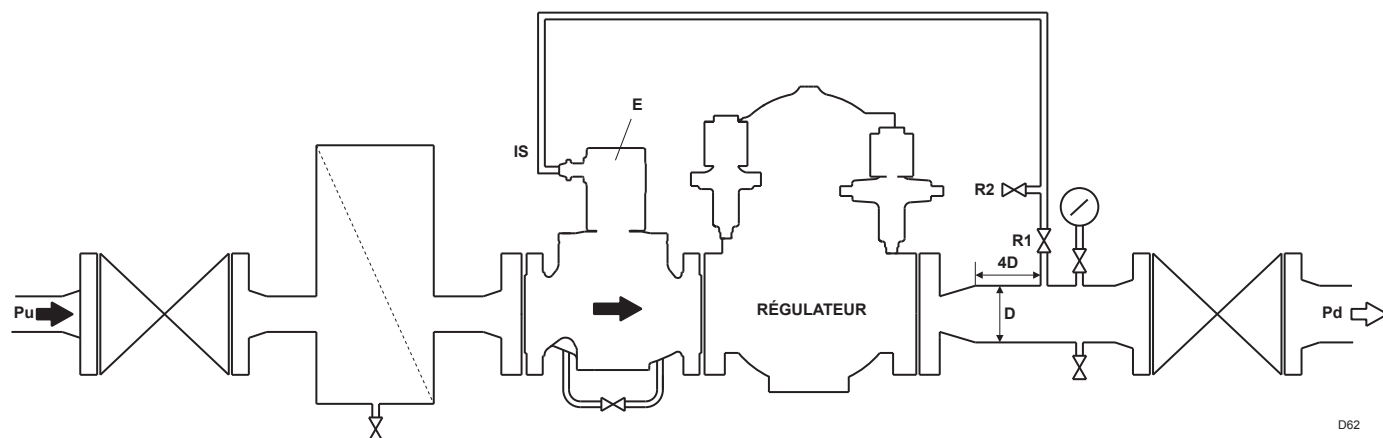 E
IS
R2
R1
4D
Pu
RÉGULATEUR
D
Pd
D62